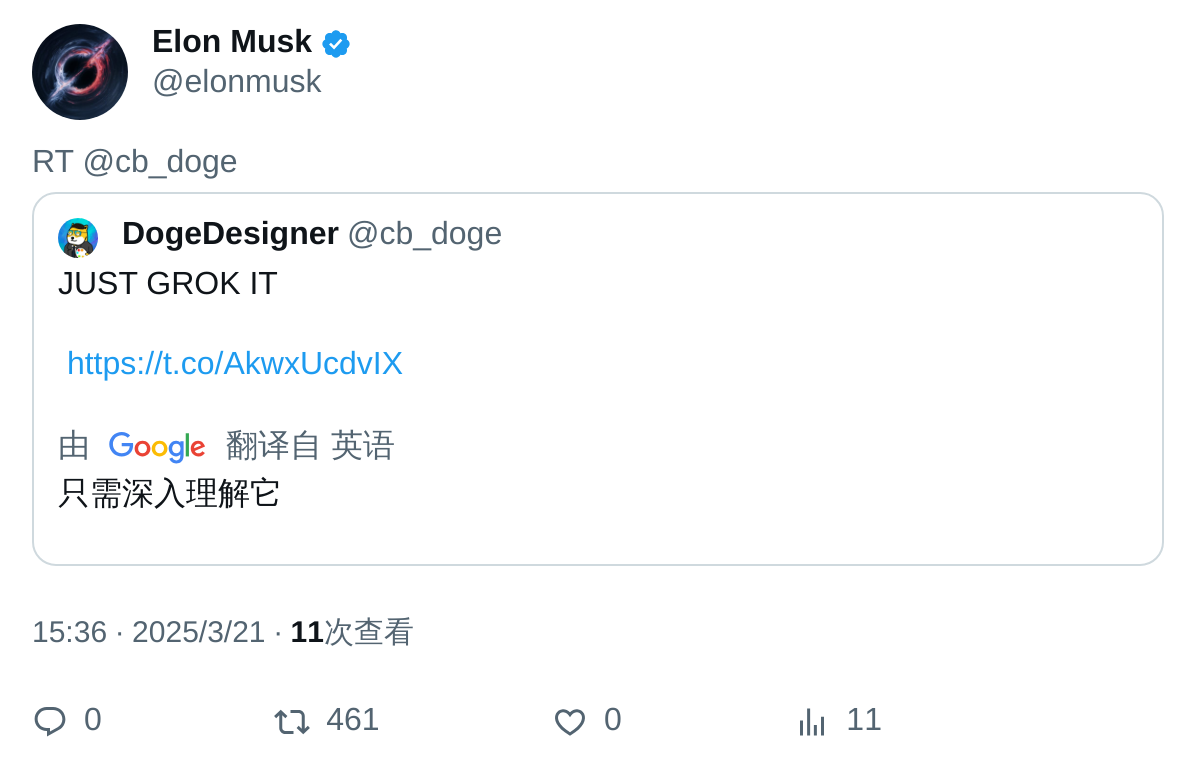 Elon Musk
@elonmusk
RT @cb_doge
DogeDesigner @cb_doge
JUST GROK IT
https://t.co/AkwxUcdvIX
由 Google 翻译自 英语
只需深入理解它
15:36 · 2025/3/21 · 11次查看
0 461 0 11